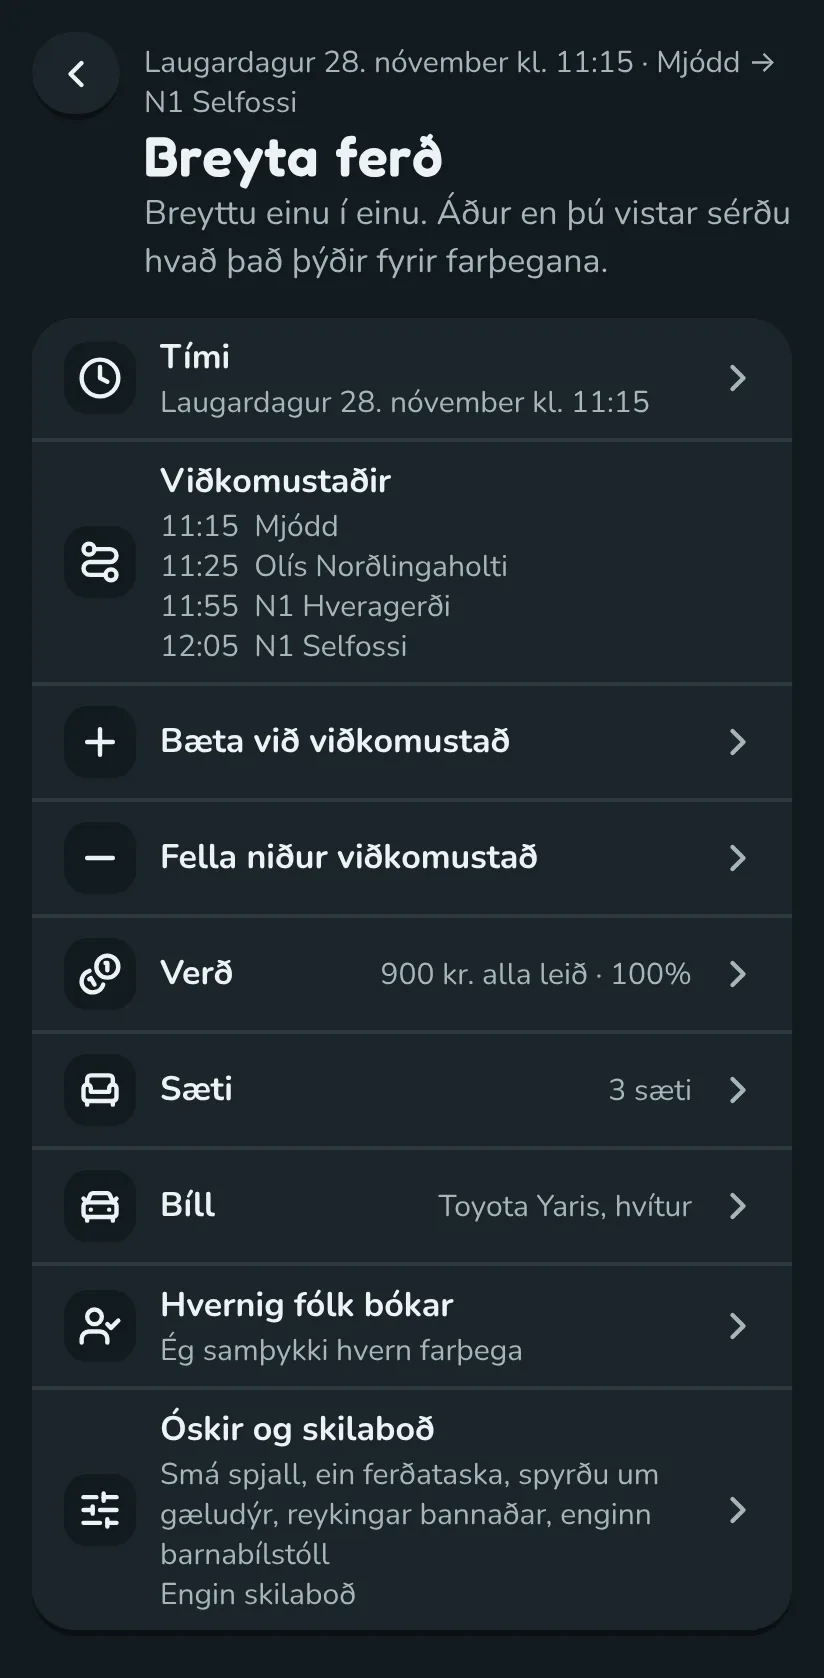 Laugardagur 28. nóvember kl. 11:15 · Mjódd →
N1 Selfossi
Breyta ferð
Breyttu einu í einu. Áður en þú vistar sérðu
hvað það þýðir fyrir farþegana.
Tími
Laugardagur 28. nóvember kl. 11:15
Viðkomustaðir
11:15 Mjódd
11:25 Olís Norðlingaholti
11:55 N1 Hveragerði
12:05 N1 Selfossi
Bæta við viðkomustað
Fella niður viðkomustað
Verð 900 kr. alla leið · 100%
Sæti 3 sæti
Bíll Toyota Yaris, hvítur
Hvernig fólk bókar
Ég samþykki hvern farþega
Óskir og skilaboð
Smá spjall, ein ferðataska, spyrðu um
gæludýr, reykingar bannaðar, enginn
barnabílstóll
Engin skilaboð